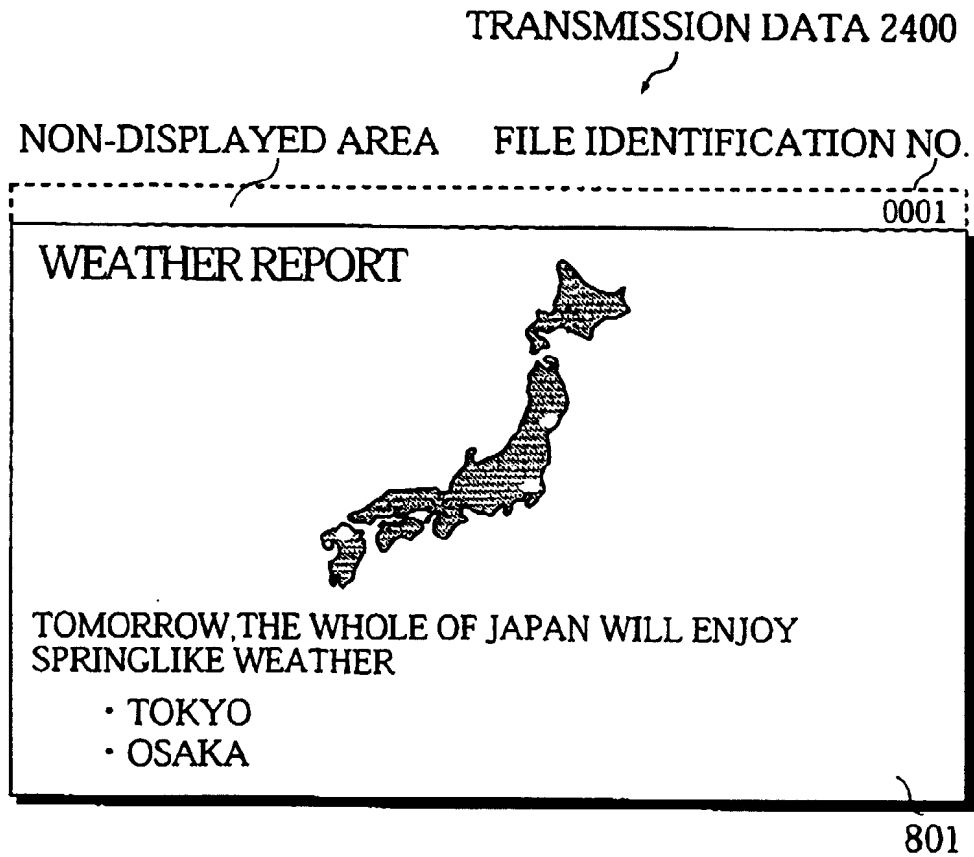 TRANSMISSION DATA 2400
NON-DISPLAYED AREA FILE IDENTIFICATION NO.
0001
WEATHER REPORT
TOMORROW,THE WHOLE OF JAPAN WILL ENJOY
SPRINGLIKE WEATHER
・TOKYO
・OSAKA
801